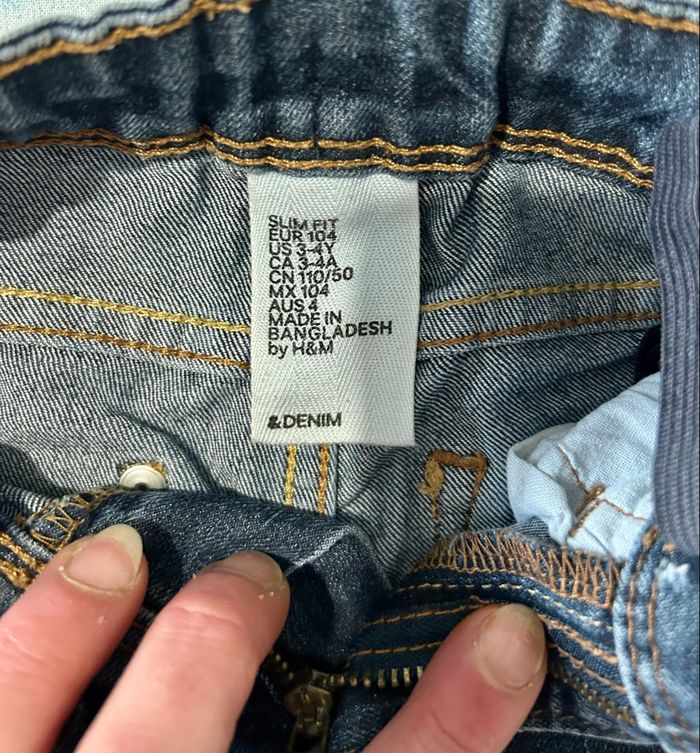 SLIM FIT
EUR 104
US 3-4Y
CA 3-4A
CN 110/50
MX 104
AUS 4
MADE IN
BANGLADESH
by H&M
&DENIM